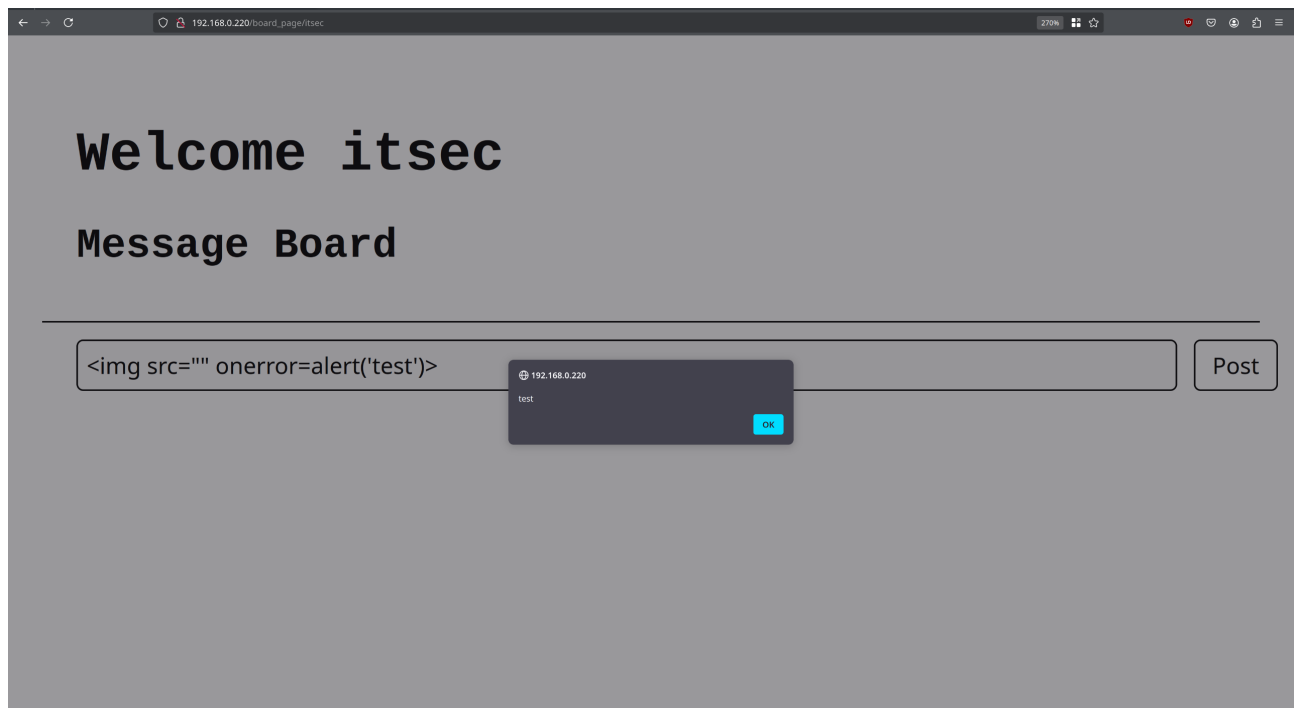 192.168.0.220/board_page/itsec
270%
Welcome itsec
Message Board
<img src="" onerror=alert('test')>
Post
192.168.0.220
test
OK